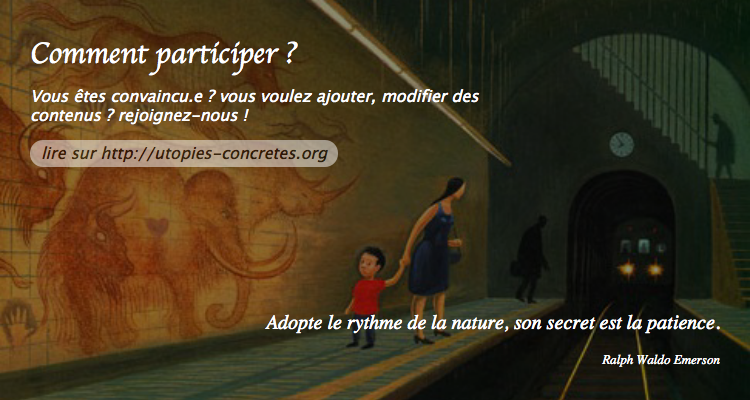 Comment participer ?
Vous êtes convaincu.e ? vous voulez ajouter, modifier des
contenus ? rejoignez-nous !
lire sur http://utopies-concretes.org
Adopte le rythme de la nature, son secret est la patience.
Ralph Waldo Emerson